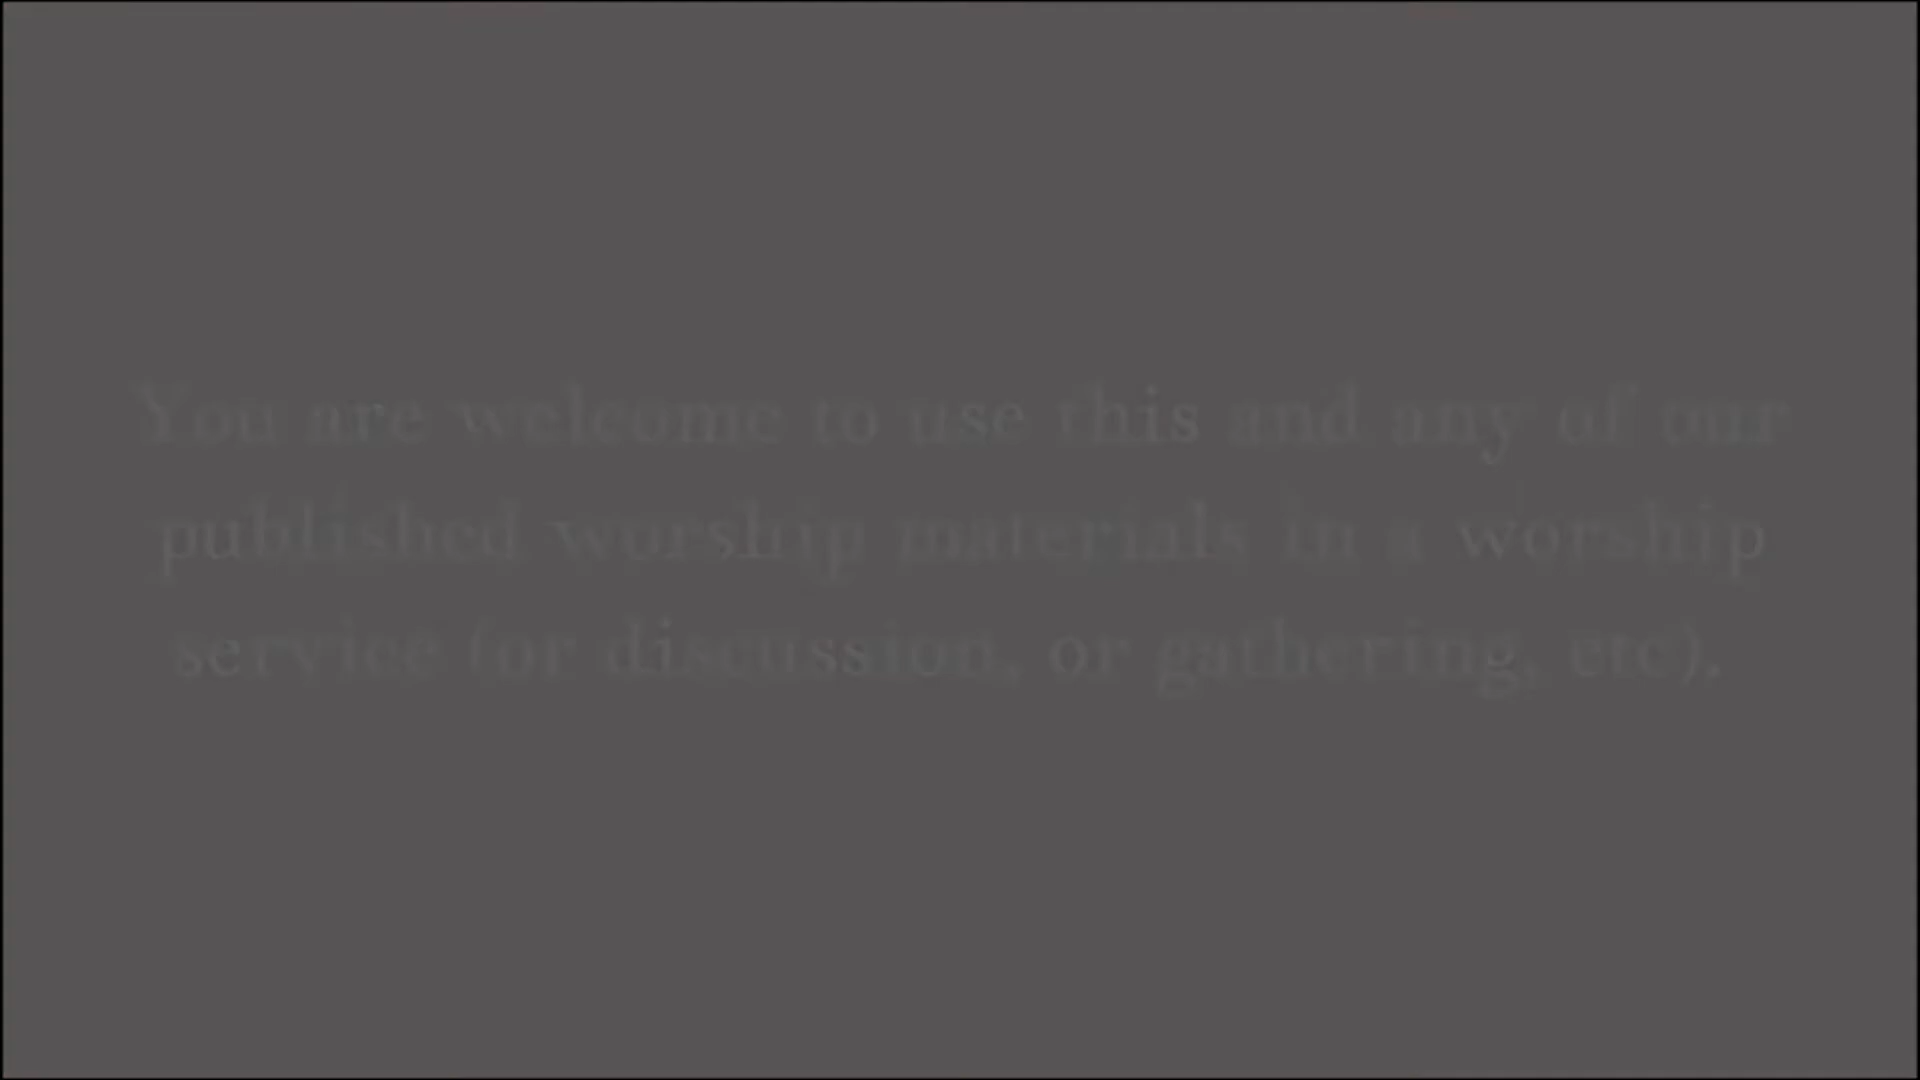 You are welcome to use this and any of our
published worship materials in a worship
service (or discussion, or gathering, etc).